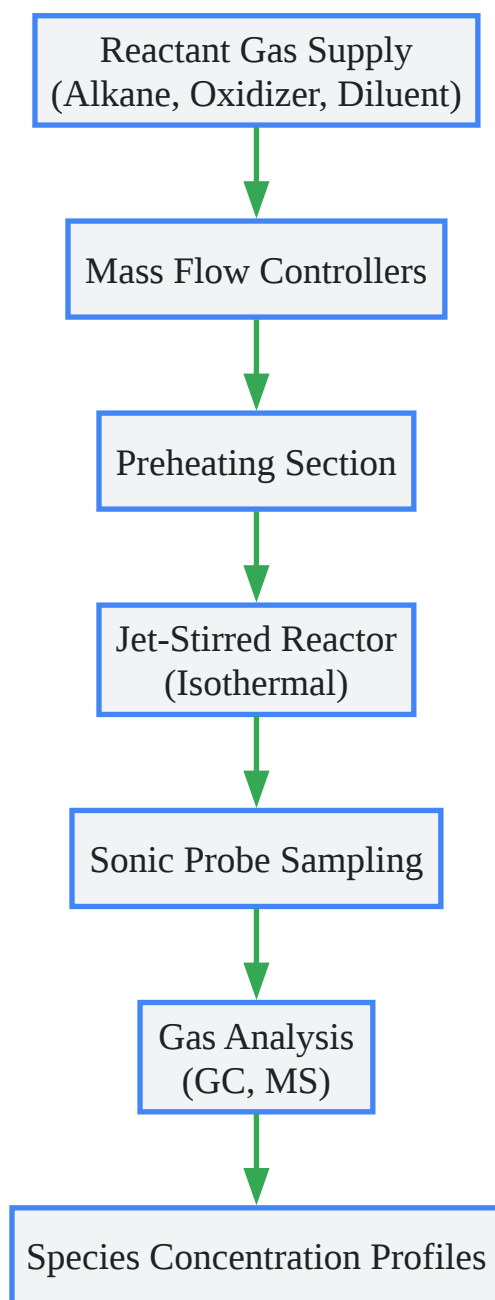 Reactant Gas Supply
(Alkane, Oxidizer, Diluent)
Mass Flow Controllers
Preheating Section
Jet-Stirred Reactor
(Isothermal)
Sonic Probe Sampling
Gas Analysis
(GC, MS)
Species Concentration Profiles